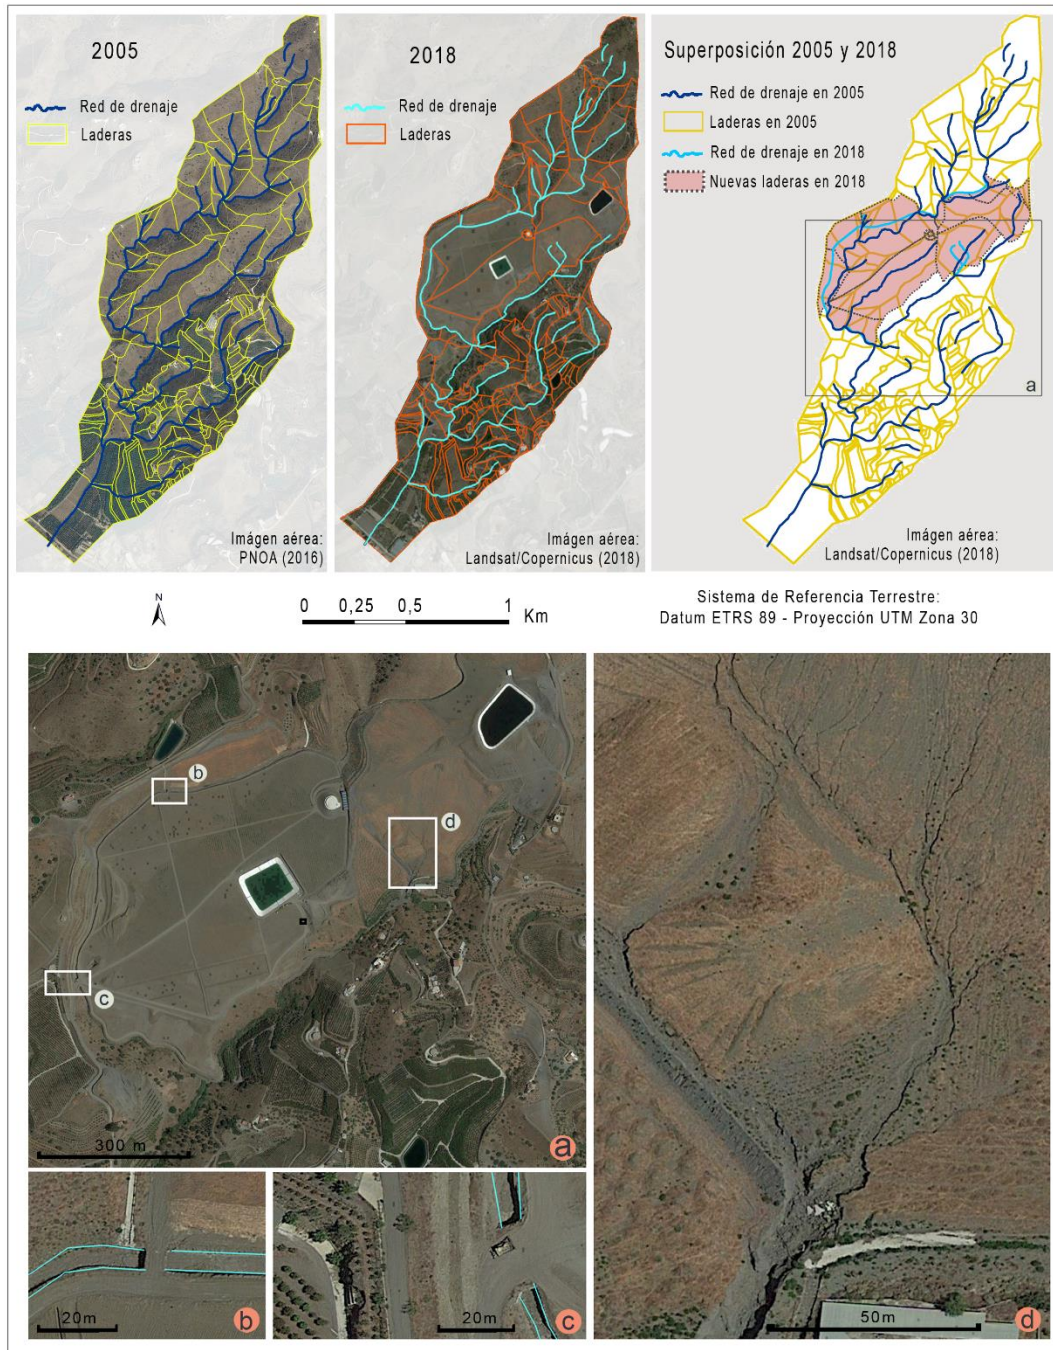 2005
Red de drenaje
Laderas
Imágen aérea:
PNOA (2016)
2018
Red de drenaje
Laderas
Imágen aérea:
Landsat/Copernicus (2018)
Superposición 2005 y 2018
Red de drenaje en 2005
Laderas en 2005
Red de drenaje en 2018
Nuevas laderas en 2018
a
Imágen aérea:
Landsat/Copernicus (2018)
N
0 0,25 0,5 1
Km
Sistema de Referencia Terrestre:
Datum ETRS 89 - Proyección UTM Zona 30
b
d
c
300 m
a
20m
b
20m
c
50m
d